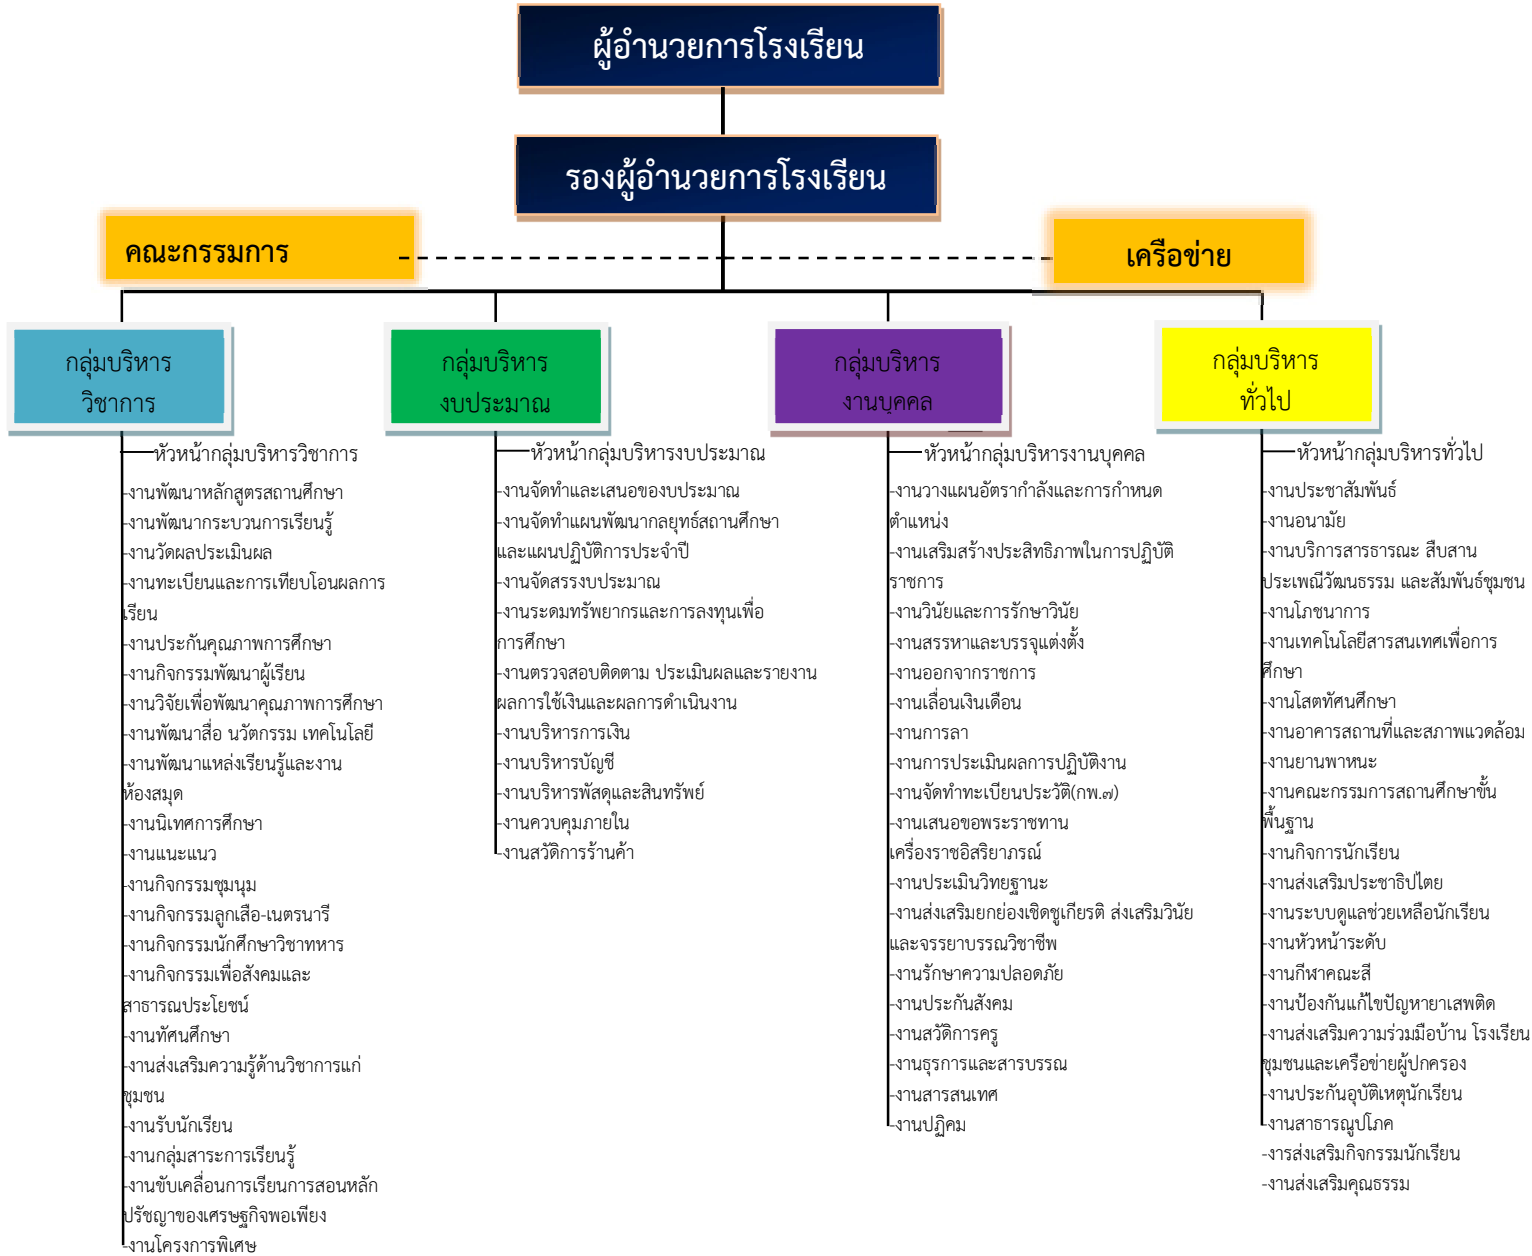 ผู้อำนวยการโรงเรียน
รองผู้อำนวยการโรงเรียน
คณะกรรมการ
เครือข่าย
กลุ่มบริหาร
วิชาการ
หัวหน้ากลุ่มบริหารวิชาการ
-งานพัฒนาหลักสูตรสถานศึกษา
-งานพัฒนากระบวนการเรียนรู้
-งานวัดผลประเมินผล
-งานทะเบียนและการเทียบโอนผลการ
เรียน
-งานประกันคุณภาพการศึกษา
-งานกิจกรรมพัฒนาผู้เรียน
-งานวิจัยเพื่อพัฒนาคุณภาพการศึกษา
-งานพัฒนาสื่อ นวัตกรรม เทคโนโลยี
-งานพัฒนาแหล่งเรียนรู้และงาน
ห้องสมุด
-งานนิเทศการศึกษา
-งานแนะแนว
-งานกิจกรรมชุมนุม
-งานกิจกรรมลูกเสือ-เนตรนารี
-งานกิจกรรมนักศึกษาวิชาทหาร
-งานกิจกรรมเพื่อสังคมและ
สาธารณประโยชน์
-งานทัศนศึกษา
-งานส่งเสริมความรู้ด้านวิชาการแก่
ชุมชน
-งานรับนักเรียน
-งานกลุ่มสาระการเรียนรู้
-งานขับเคลื่อนการเรียนการสอนหลัก
ปรัชญาของเศรษฐกิจพอเพียง
-งานโครงการพิเศษ
กลุ่มบริหาร
งบประมาณ
หัวหน้ากลุ่มบริหารงบประมาณ
-งานจัดทำและเสนอของบประมาณ
-งานจัดทำแผนพัฒนากลยุทธ์สถานศึกษา
และแผนปฏิบัติการประจำปี
-งานจัดสรรงบประมาณ
-งานระดมทรัพยากรและการลงทุนเพื่อ
การศึกษา
-งานตรวจสอบติดตาม ประเมินผลและรายงาน
ผลการใช้เงินและผลการดำเนินงาน
-งานบริหารการเงิน
-งานบริหารบัญชี
-งานบริหารพัสดุและสินทรัพย์
-งานควบคุมภายใน
-งานสวัดิการร้านค้า
กลุ่มบริหาร
งานบุคคล
หัวหน้ากลุ่มบริหารงานบุคคล
-งานวางแผนอัตรากำลังและการกำหนด
ตำแหน่ง
-งานเสริมสร้างประสิทธิภาพในการปฏิบัติ
ราชการ
-งานวินัยและการรักษาวินัย
-งานสรรหาและบรรจุแต่งตั้ง
-งานออกจากราชการ
-งานเลื่อนเงินเดือน
-งานการลา
-งานการประเมินผลการปฏิบัติงาน
-งานจัดทำทะเบียนประวัติ(กพ.๗)
-งานเสนอขอพระราชทาน
เครื่องราชอิสริยาภรณ์
-งานประเมินวิทยฐานะ
-งานส่งเสริมยกย่องเชิดชูเกียรติ ส่งเสริมวินัย
และจรรยาบรรณวิชาชีพ
-งานรักษาความปลอดภัย
-งานประกันสังคม
-งานสวัดิการครู
-งานธุรการและสารบรรณ
-งานสารสนเทศ
-งานปฏิคม
กลุ่มบริหาร
ทั่วไป
หัวหน้ากลุ่มบริหารทั่วไป
-งานประชาสัมพันธ์
-งานอนามัย
-งานบริการสารธารณะ สืบสาน
ประเพณีวัฒนธรรม และสัมพันธ์ชุมชน
-งานโภชนาการ
-งานเทคโนโลยีสารสนเทศเพื่อการ
ศึกษา
-งานโสตทัศนศึกษา
-งานอาคารสถานที่และสภาพแวดล้อม
-งานยานพาหนะ
-งานคณะกรรมการสถานศึกษาขั้น
พื้นฐาน
-งานกิจการนักเรียน
-งานส่งเสริมประชาธิปไตย
-งานระบบดูแลช่วยเหลือนักเรียน
-งานหัวหน้าระดับ
-งานกีฬาคณะสี
-งานป้องกันแก้ไขปัญหายาเสพติด
-งานส่งเสริมความร่วมมือบ้าน โรงเรียน
ชุมชนและเครือข่ายผู้ปกครอง
-งานประกันอุบัติเหตุนักเรียน
-งานสาธารณูปโภค
-งารส่งเสริมกิจกรรมนักเรียน
-งานส่งเสริมคุณธรรม